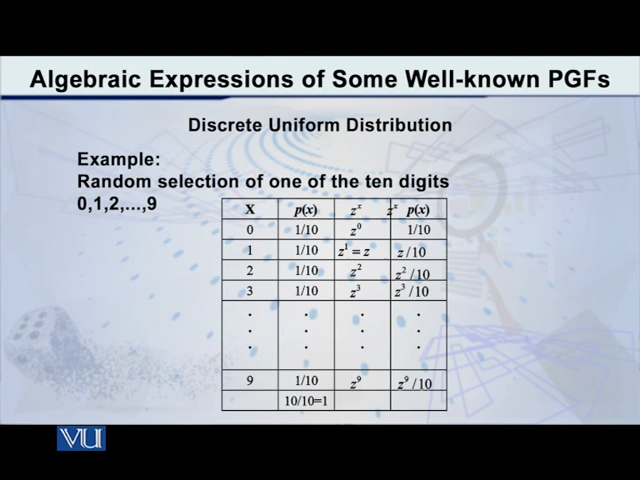 Algebraic Expressions of Some Well-known PGFs
Discrete Uniform Distribution
Example:
Random selection of one of the ten digits
0,1,2,...,9
X p(x) z^x z^x p(x)
0 1/10 z^0 1/10
1 1/10 z^1 = z z/10
2 1/10 z^2 z^2/10
3 1/10 z^3 z^3/10
. . . .
. . . .
. . . .
9 1/10 z^9 z^9/10
10/10=1
VU